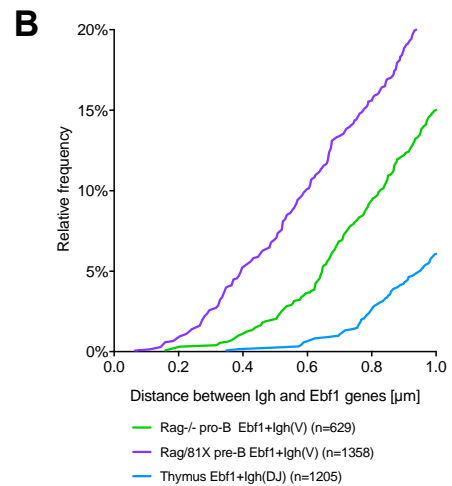 B
20%
15%
10%
5%
0%
Relative frequency
0.0 0.2 0.4 0.6 0.8 1.0
Distance between Igh and Ebf1 genes [µm]
Rag-/- pro-B Ebf1+Igh(V) (n=629)
Rag/81X pre-B Ebf1+Igh(V) (n=1358)
Thymus Ebf1+Igh(DJ) (n=1205)